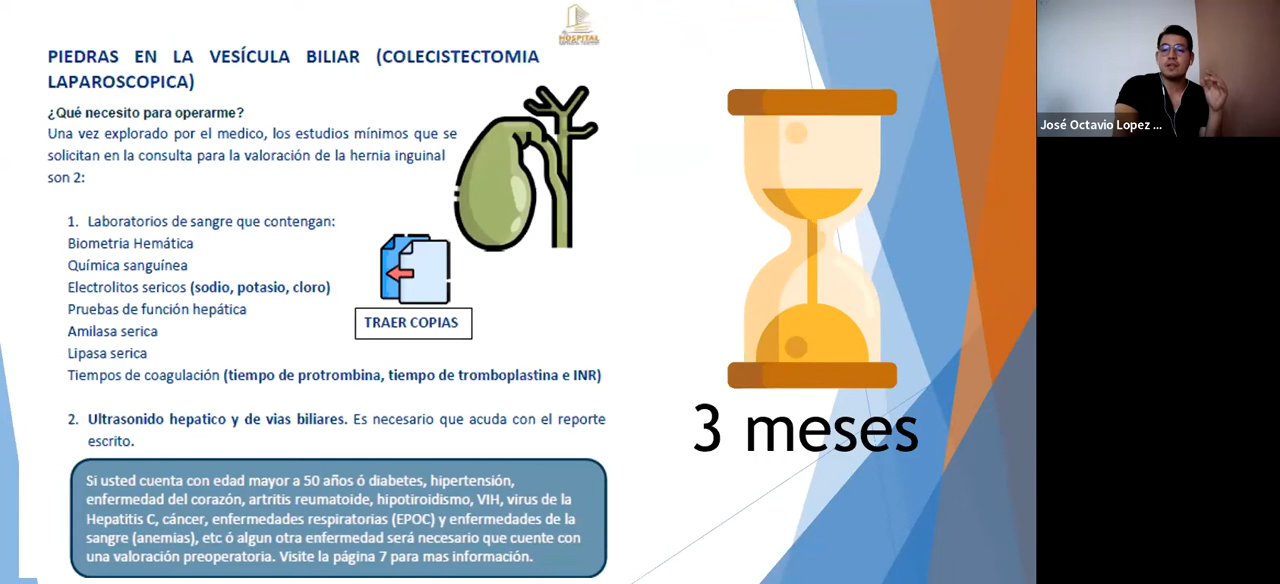 HOSPITAL
PIEDRAS EN LA VESÍCULA BILIAR (COLECISTECTOMIA
LAPAROSCOPICA)
¿Qué necesito para operarme?
Una vez explorado por el medico, los estudios mínimos que se
solicitan en la consulta para la valoración de la hernia inguinal
son 2:
1. Laboratorios de sangre que contengan:
Biometria Hemática
Química sanguínea
Electrolitos sericos (sodio, potasio, cloro)
Pruebas de función hepática
Amilasa serica
Lipasa serica
Tiempos de coagulación (tiempo de protrombina, tiempo de tromboplastina e INR)
TRAER COPIAS
2. Ultrasonido hepatico y de vias biliares. Es necesario que acuda con el reporte
escrito.
Si usted cuenta con edad mayor a 50 años ó diabetes, hipertensión,
enfermedad del corazón, artritis reumatoide, hipotiroidismo, VIH, virus de la
Hepatitis C, cáncer, enfermedades respiratorias (EPOC) y enfermedades de la
sangre (anemias), etc ó algun otra enfermedad será necesario que cuente con
una valoración preoperatoria. Visite la página 7 para mas información.
3 meses
José Octavio Lopez ...